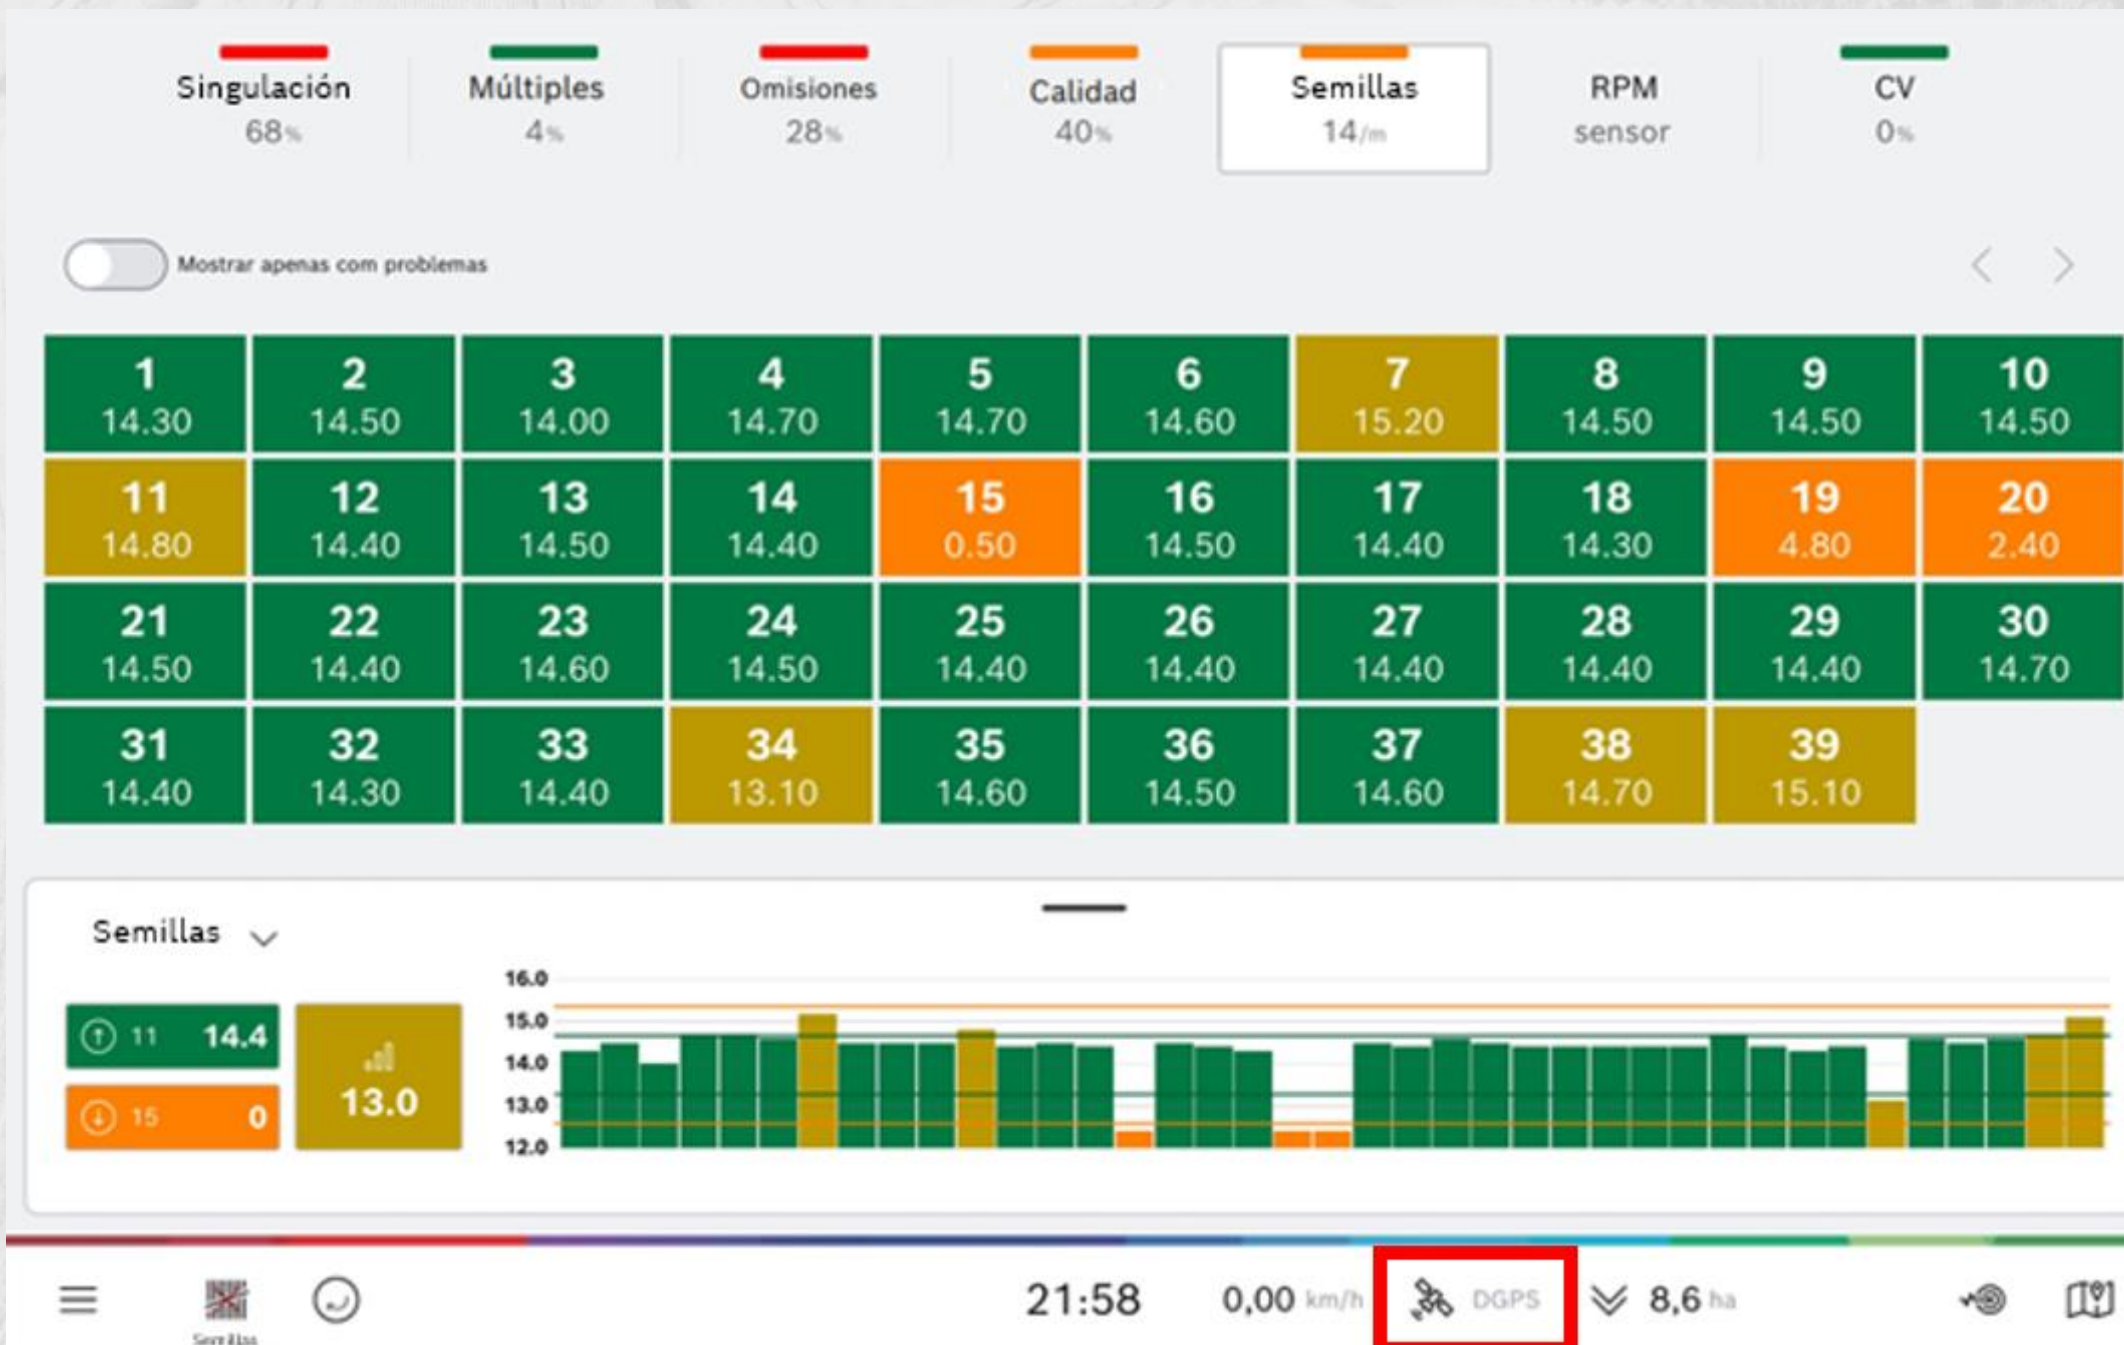 Singulación Múltiples Omisiones Calidad Semillas RPM CV
68% 4% 28% 40% 14/m sensor 0%
Mostrar apenas com problemas
1 2 3 4 5 6 7 8 9 10
14.30 14.50 14.00 14.70 14.70 14.60 15.20 14.50 14.50 14.50
11 12 13 14 15 16 17 18 19 20
14.80 14.40 14.50 14.40 0.50 14.50 14.40 14.30 4.80 2.40
21 22 23 24 25 26 27 28 29 30
14.50 14.40 14.60 14.50 14.40 14.40 14.40 14.40 14.40 14.70
31 32 33 34 35 36 37 38 39
14.40 14.30 14.40 13.10 14.60 14.50 14.60 14.70 15.10
Semillas
11 14.4
15 0
13.0
16.0
15.0
14.0
13.0
12.0
21:58 0,00 km/h DGPS 8,6 ha
Semillas